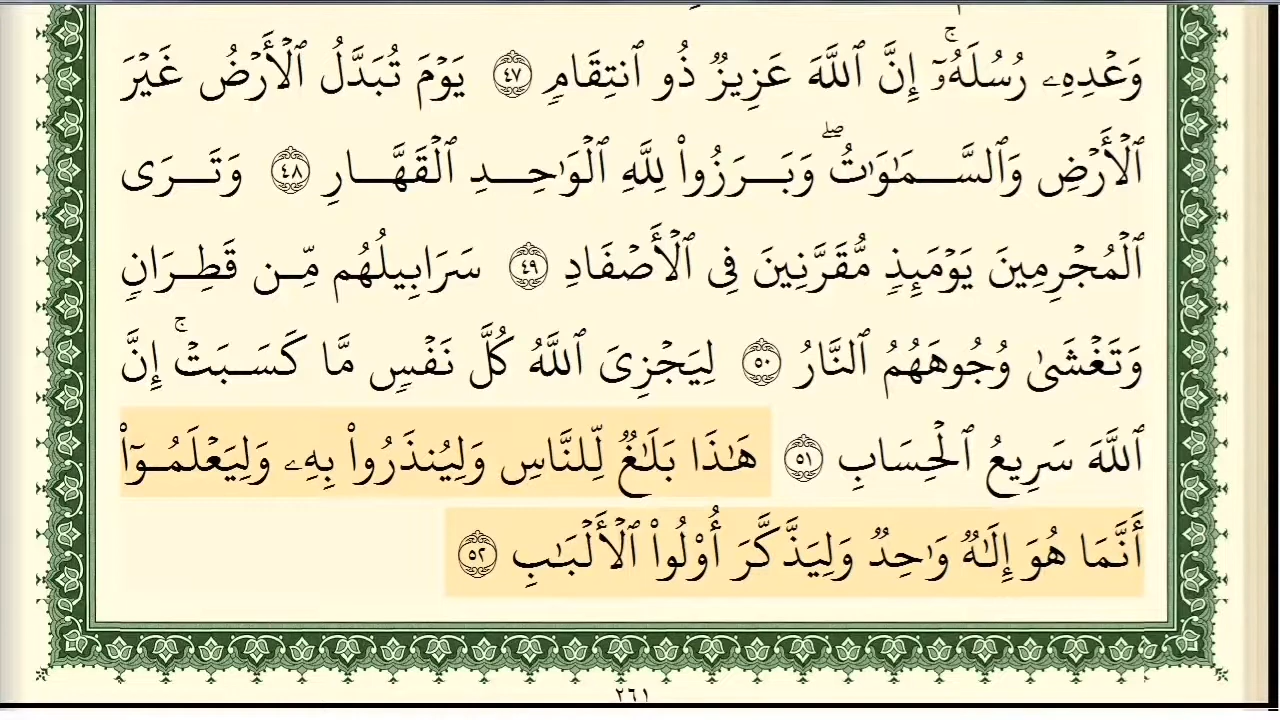 وَعْدِهِۦ رُسُلَهُۥٓ ۚ إِنَّ ٱللَّهَ عَزِيزٌ ذُو ٱنتِقَامٍ ٤٧ يَوْمَ تُبَدَّلُ ٱلْأَرْضُ غَيْرَ
ٱلْأَرْضِ وَٱلسَّمَٰوَٰتُ ۖ وَبَرَزُوا۟ لِلَّهِ ٱلْوَٰحِدِ ٱلْقَهَّارِ ٤٨ وَتَرَى
ٱلْمُجْرِمِينَ يَوْمَئِذٍ مُّقَرَّنِينَ فِى ٱلْأَصْفَادِ ٤٩ سَرَابِيلُهُم مِّن قَطِرَانٍ
وَتَغْشَىٰ وُجُوهَهُمُ ٱلنَّارُ ٥٠ لِيَجْزِىَ ٱللَّهُ كُلَّ نَفْسٍ مَّا كَسَبَتْ ۚ إِنَّ
ٱللَّهَ سَرِيعُ ٱلْحِسَابِ ٥١ هَٰذَا بَلَٰغٌ لِّلنَّاسِ وَلِيُنذَرُوا۟ بِهِۦ وَلِيَعْلَمُوٓا۟
أَنَّمَا هُوَ إِلَٰهٌ وَٰحِدٌ وَلِيَذَّكَّرَ أُو۟لُوا۟ ٱلْأَلْبَٰبِ ٥٢
٢٦١